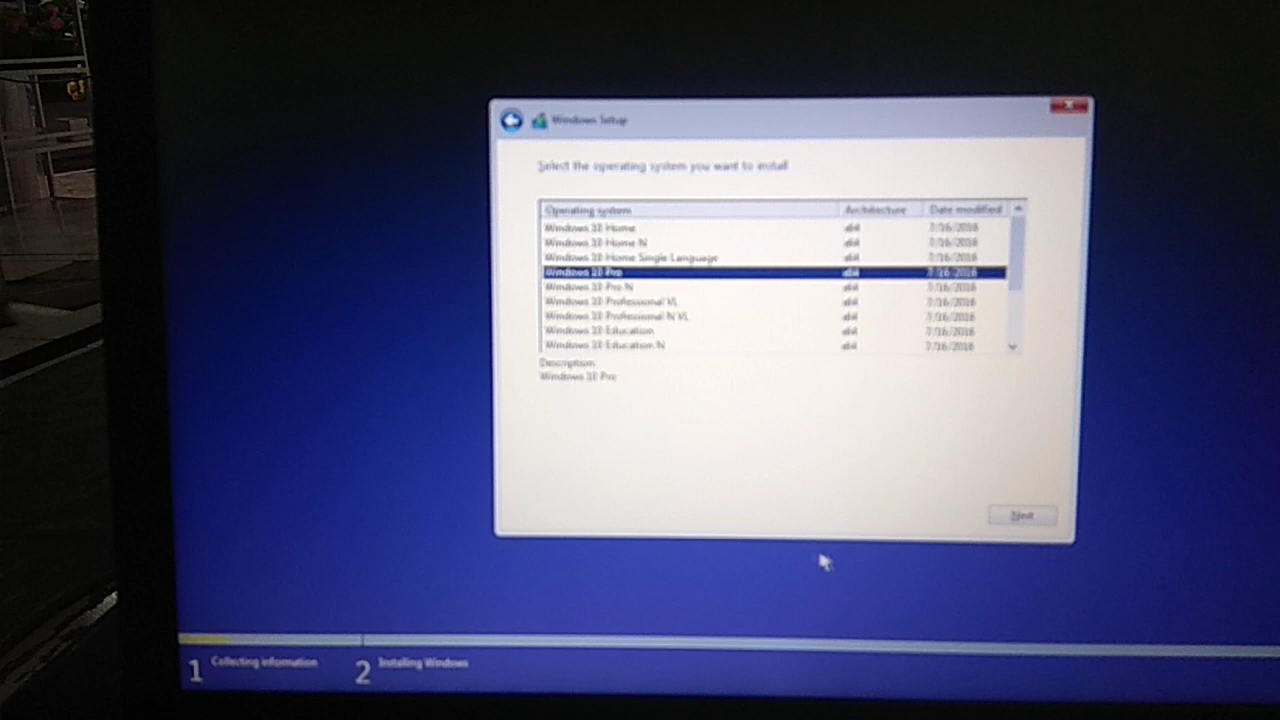 Windows Setup
Select the operating system you want to install
Operating system Architecture Date modified
Windows 10 Home x64 7/16/2016
Windows 10 Home N x64 7/16/2016
Windows 10 Home Single Language x64 7/16/2016
Windows 10 Pro x64 7/16/2016
Windows 10 Pro N x64 7/16/2016
Windows 10 Professional VL x64 7/16/2016
Windows 10 Professional N VL x64 7/16/2016
Windows 10 Education x64 7/16/2016
Windows 10 Education N x64 7/16/2016
Description:
Windows 10 Pro
Next
1 Collecting information 2 Installing Windows